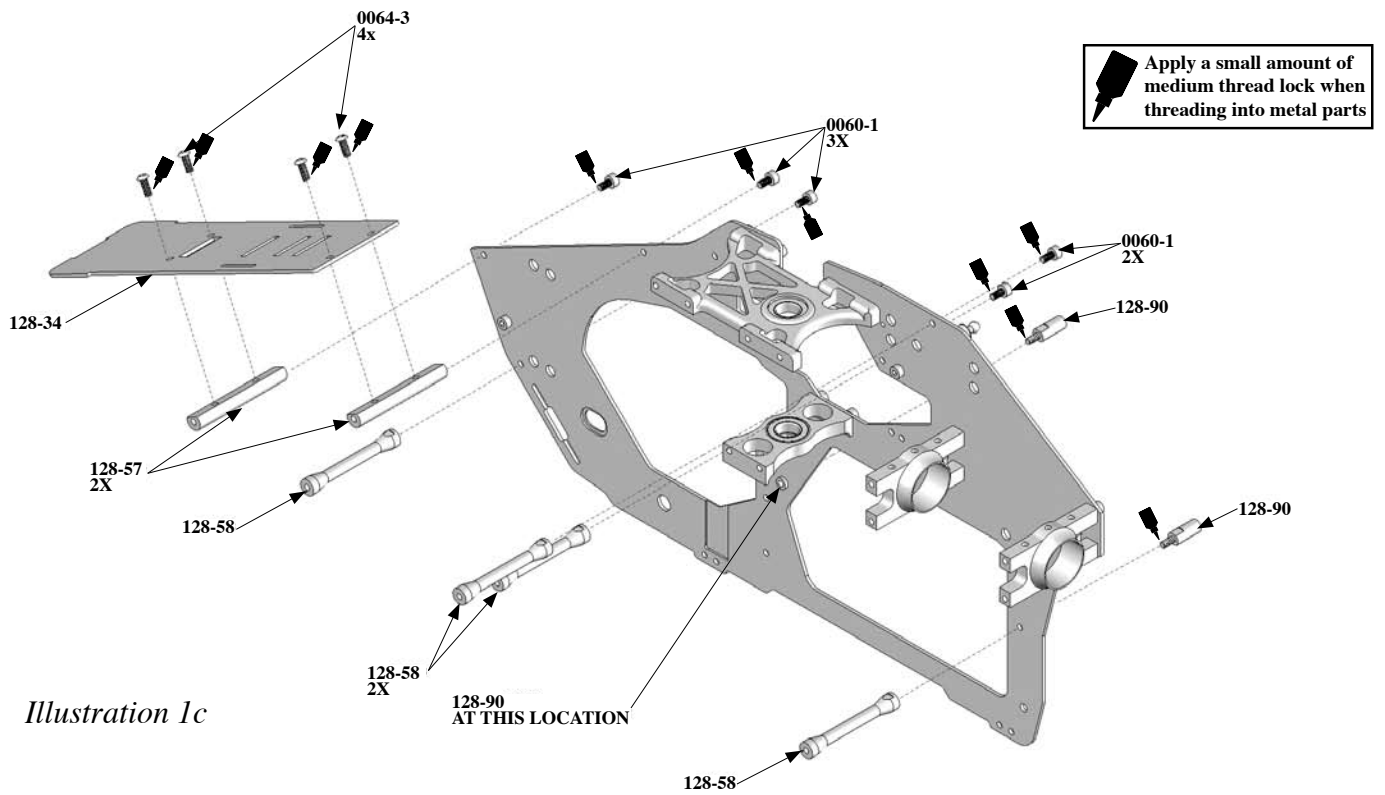 0064-3
4x
Apply a small amount of
medium thread lock when
threading into metal parts
0060-1
3X
0060-1
2X
128-90
128-34
128-57
2X
128-58
128-90
128-58
2X
128-90
AT THIS LOCATION
Illustration 1c
128-58